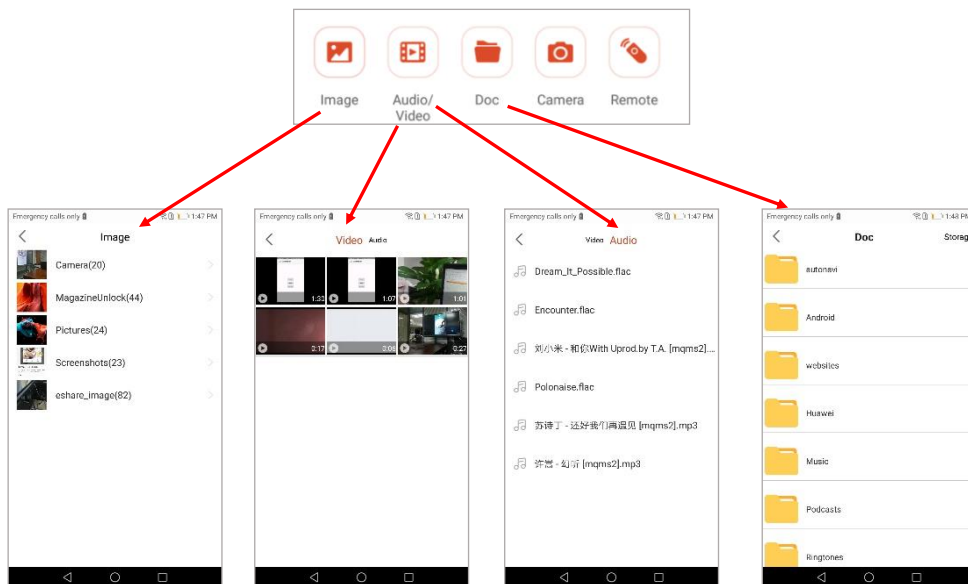 Image
Audio/
Video
Doc
Camera
Remote
Emergency calls only
1:47 PM
Image
Camera(20)
MagazineUnlock(44)
Pictures(24)
Screenshots(23)
eshare_image(82)
Emergency calls only
1:47 PM
Video Audio
1:33
1:07
1:01
0:17
0:06
0:27
Emergency calls only
1:47 PM
Video Audio
Dream_It_Possible.flac
Encounter.flac
刘小米 - 和你With Uprod.by T.A. [mqms2]...
Polonaise.flac
苏诗丁 - 还好我们再遇见 [mqms2].mp3
许嵩 - 幻听 [mqms2].mp3
Emergency calls only
1:48 PM
Doc
Storag
autonavi
Android
websites
Huawei
Music
Podcasts
Ringtones